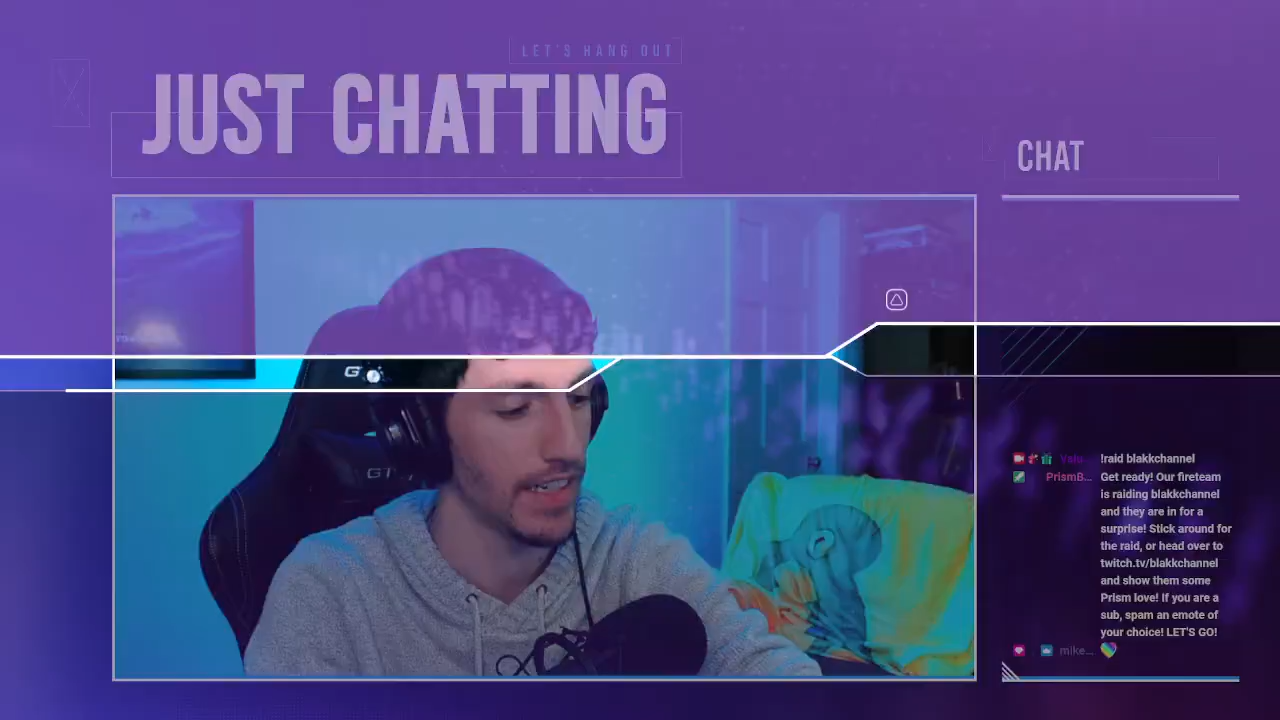 LET'S HANG OUT
JUST CHATTING
CHAT
GT
!raid blakkchannel
PrismB... Get ready! Our fireteam
is raiding blakkchannel
and they are in for a
surprise! Stick around for
the raid, or head over to
twitch.tv/blakkchannel
and show them some
Prism love! If you are a
sub, spam an emote of
your choice! LET'S GO!
mike...